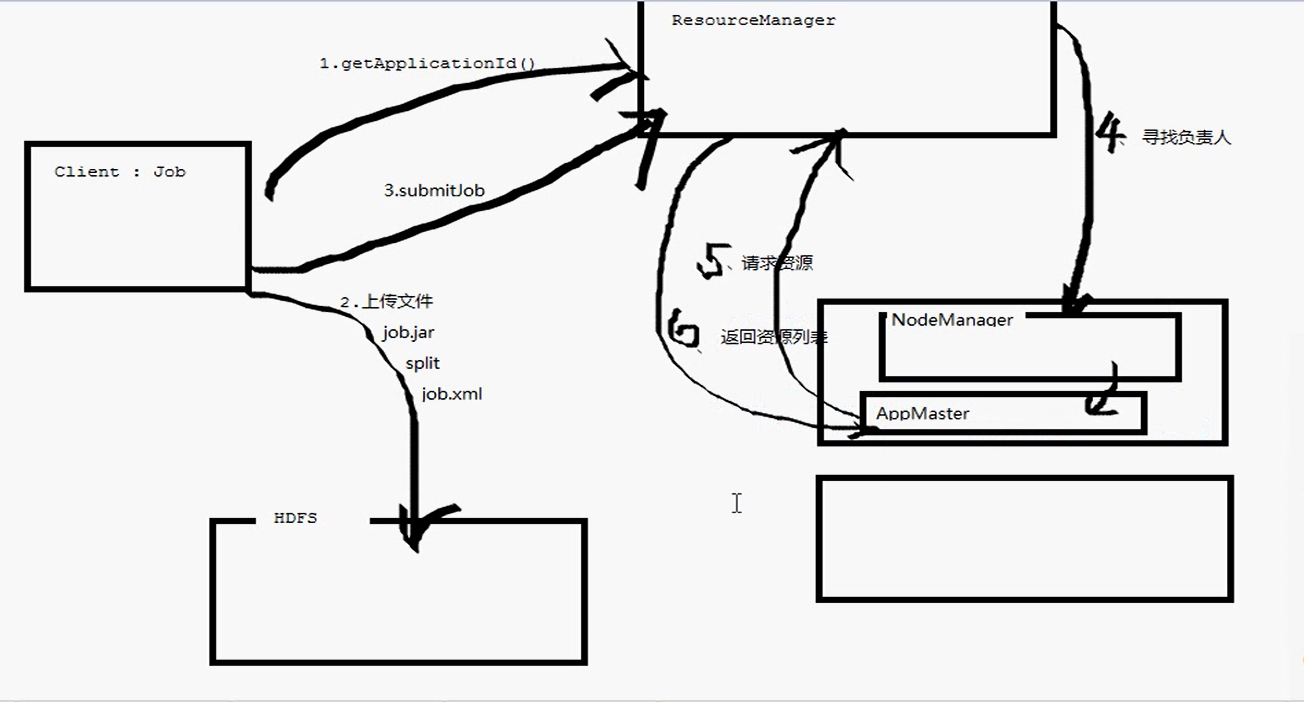 ResourceManager
1.getApplicationId()
4、 寻找负责人
Client : Job
3.submitJob
5、请求资源
2.上传文件
NodeManager
6、 返回资源列表
job.jar
split
job.xml
AppMaster
HDFS